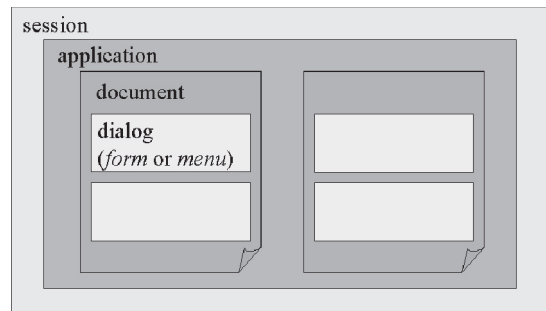 session
application
document
dialog
(form or menu)